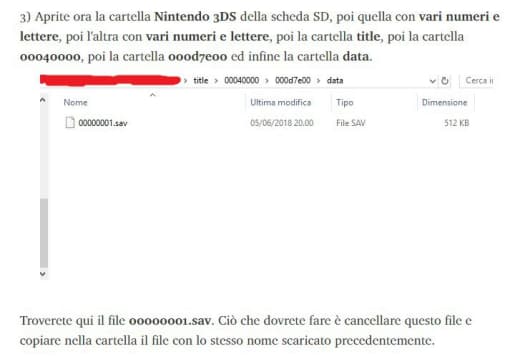 3) Aprite ora la cartella Nintendo 3DS della scheda SD, poi quella con vari numeri e
lettere, poi l'altra con vari numeri e lettere, poi la cartella title, poi la cartella
00040000, poi la cartella 000d7e00 ed infine la cartella data.
› title › 00040000 › 000d7e00 › data
Cerca in
Nome Ultima modifica Tipo Dimensione
00000001.sav 05/06/2018 20.00 File SAV 512 KB
Troverete qui il file 00000001.sav. Ciò che dovrete fare è cancellare questo file e
copiare nella cartella il file con lo stesso nome scaricato precedentemente.